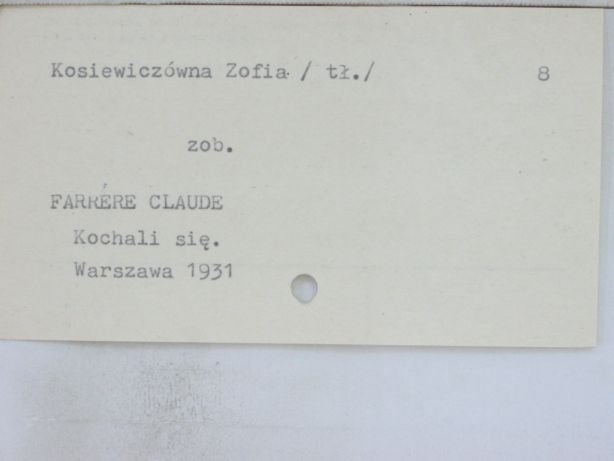 Kosiewiczówna Zofia / tł./ 8
zob.
FARRÉRE CLAUDE
Kochali się.
Warszawa 1931